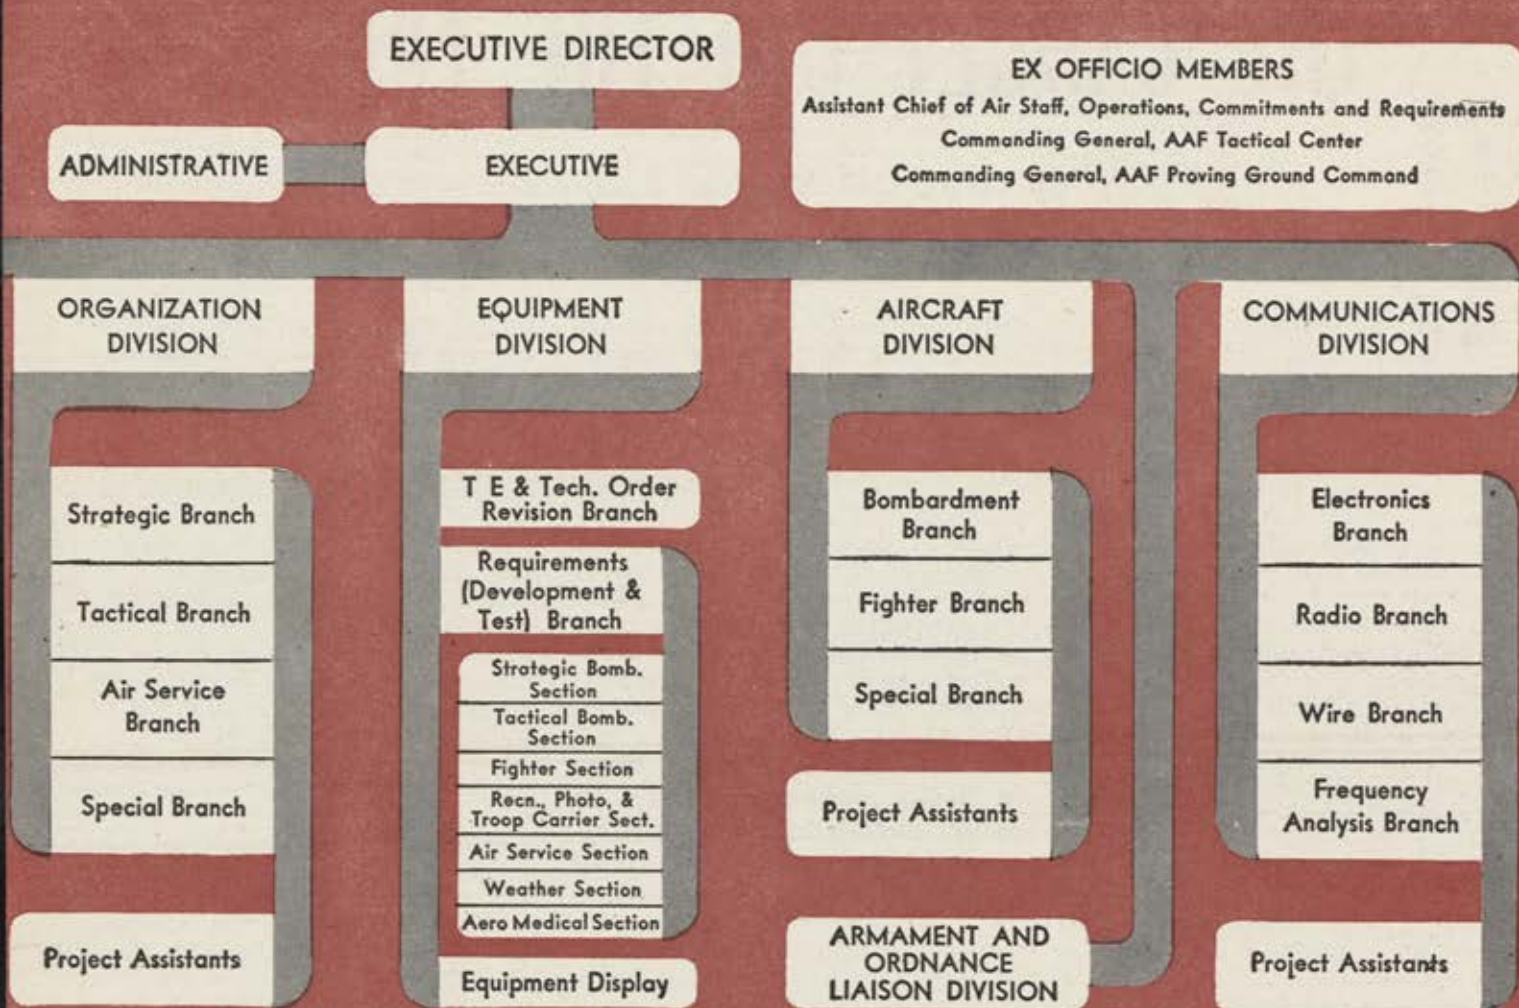 EXECUTIVE DIRECTOR
EX OFFICIO MEMBERS
Assistant Chief of Air Staff, Operations, Commitments and Requirements
Commanding General, AAF Tactical Center
Commanding General, AAF Proving Ground Command
ADMINISTRATIVE
EXECUTIVE
ORGANIZATION
DIVISION
Strategic Branch
Tactical Branch
Air Service
Branch
Special Branch
Project Assistants
EQUIPMENT
DIVISION
T E & Tech. Order
Revision Branch
Requirements
(Development &
Test) Branch
Strategic Bomb.
Section
Tactical Bomb.
Section
Fighter Section
Recn., Photo, &
Troop Carrier Sect.
Air Service Section
Weather Section
Aero Medical Section
Equipment Display
AIRCRAFT
DIVISION
Bombardment
Branch
Fighter Branch
Special Branch
Project Assistants
ARMAMENT AND
ORDNANCE
LIAISON DIVISION
COMMUNICATIONS
DIVISION
Electronics
Branch
Radio Branch
Wire Branch
Frequency
Analysis Branch
Project Assistants